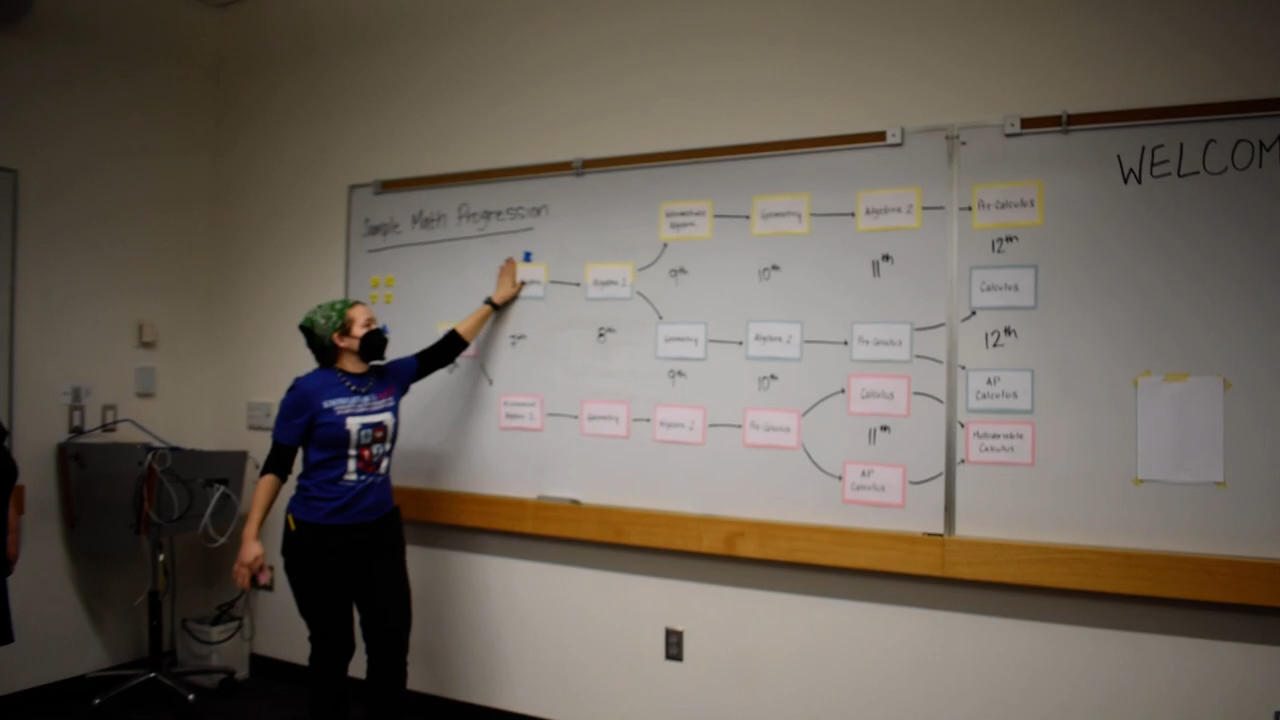 Sample Math Progression
WELCOM
Geometry
Algebra 2
Pre-Calculus
9th
10th
11th
12th
Algebra 1
7th
8th
Calculus
Geometry
Algebra 2
Pre-Calculus
12th
9th
10th
AP
Calculus
Calculus
11th
Geometry
Algebra 2
Pre-Calculus
Multivariable
Calculus
AP
Calculus